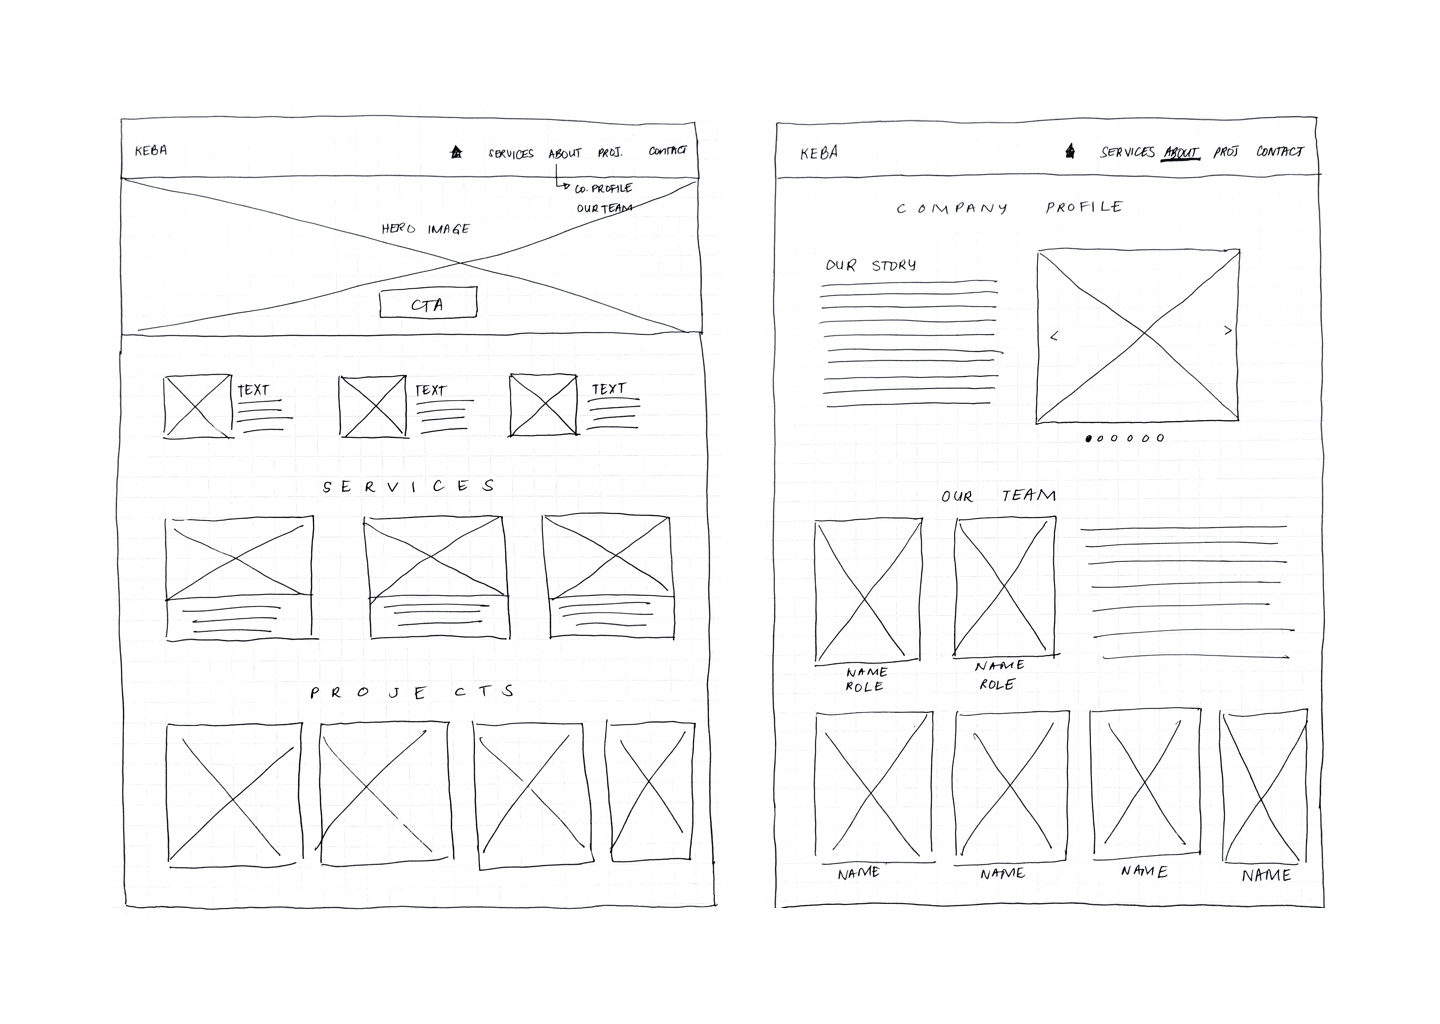 KEBA SERVICES ABOUT PROJ. CONTACT
CO. PROFILE
OUR TEAM
HERO IMAGE
CTA
TEXT TEXT TEXT
SERVICES
PROJECTS
KEBA SERVICES ABOUT PROJ CONTACT
COMPANY PROFILE
OUR STORY
< >
OUR TEAM
NAME NAME
ROLE ROLE
NAME NAME NAME NAME